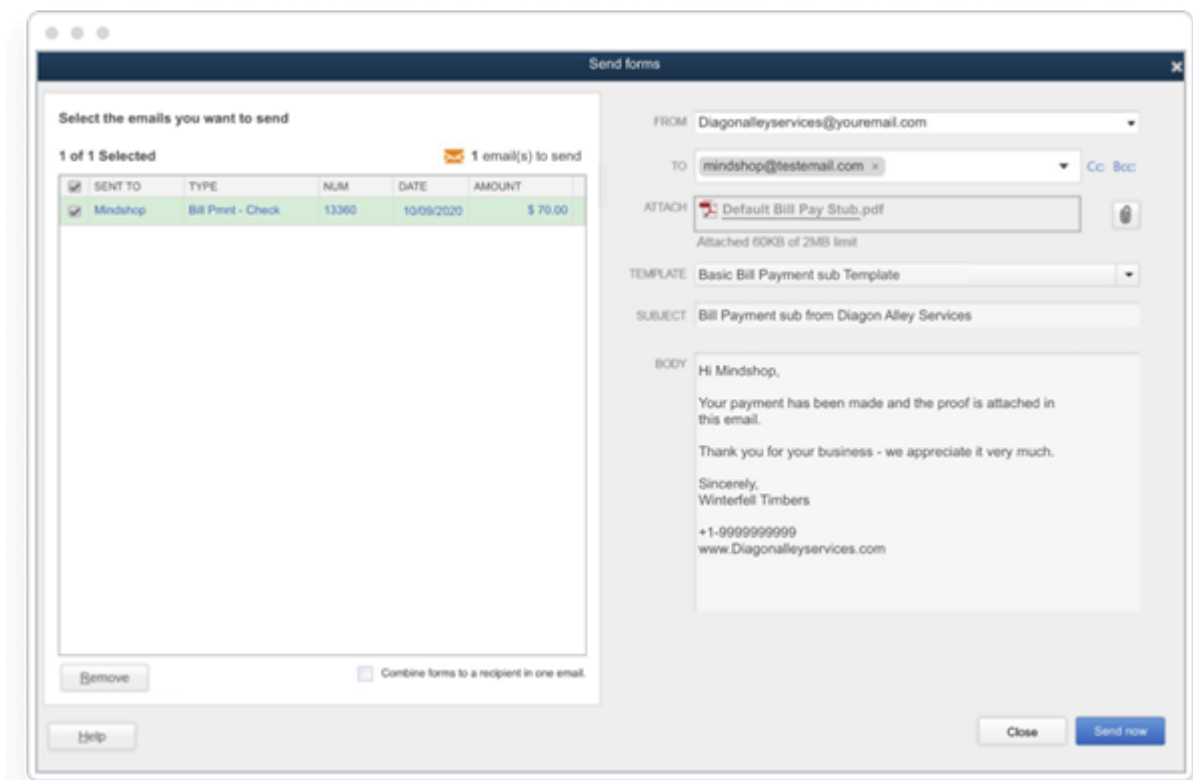 Send forms
Select the emails you want to send
1 of 1 Selected
1 email(s) to send
SENT TO TYPE NUM DATE AMOUNT
Mindshop Bill Pmnt - Check 13360 10/09/2020 $ 70.00
Remove
Combine forms to a recipient in one email.
Help
FROM Diagonalleyservices@youremail.com
TO mindshop@testemail.com × Cc Bcc
ATTACH Default Bill Pay Stub.pdf
Attached 60KB of 2MB limit
TEMPLATE Basic Bill Payment sub Template
SUBJECT Bill Payment sub from Diagon Alley Services
BODY
Hi Mindshop,
Your payment has been made and the proof is attached in
this email.
Thank you for your business - we appreciate it very much.
Sincerely,
Winterfell Timbers
+1-9999999999
www.Diagonalleyservices.com
Close
Send now